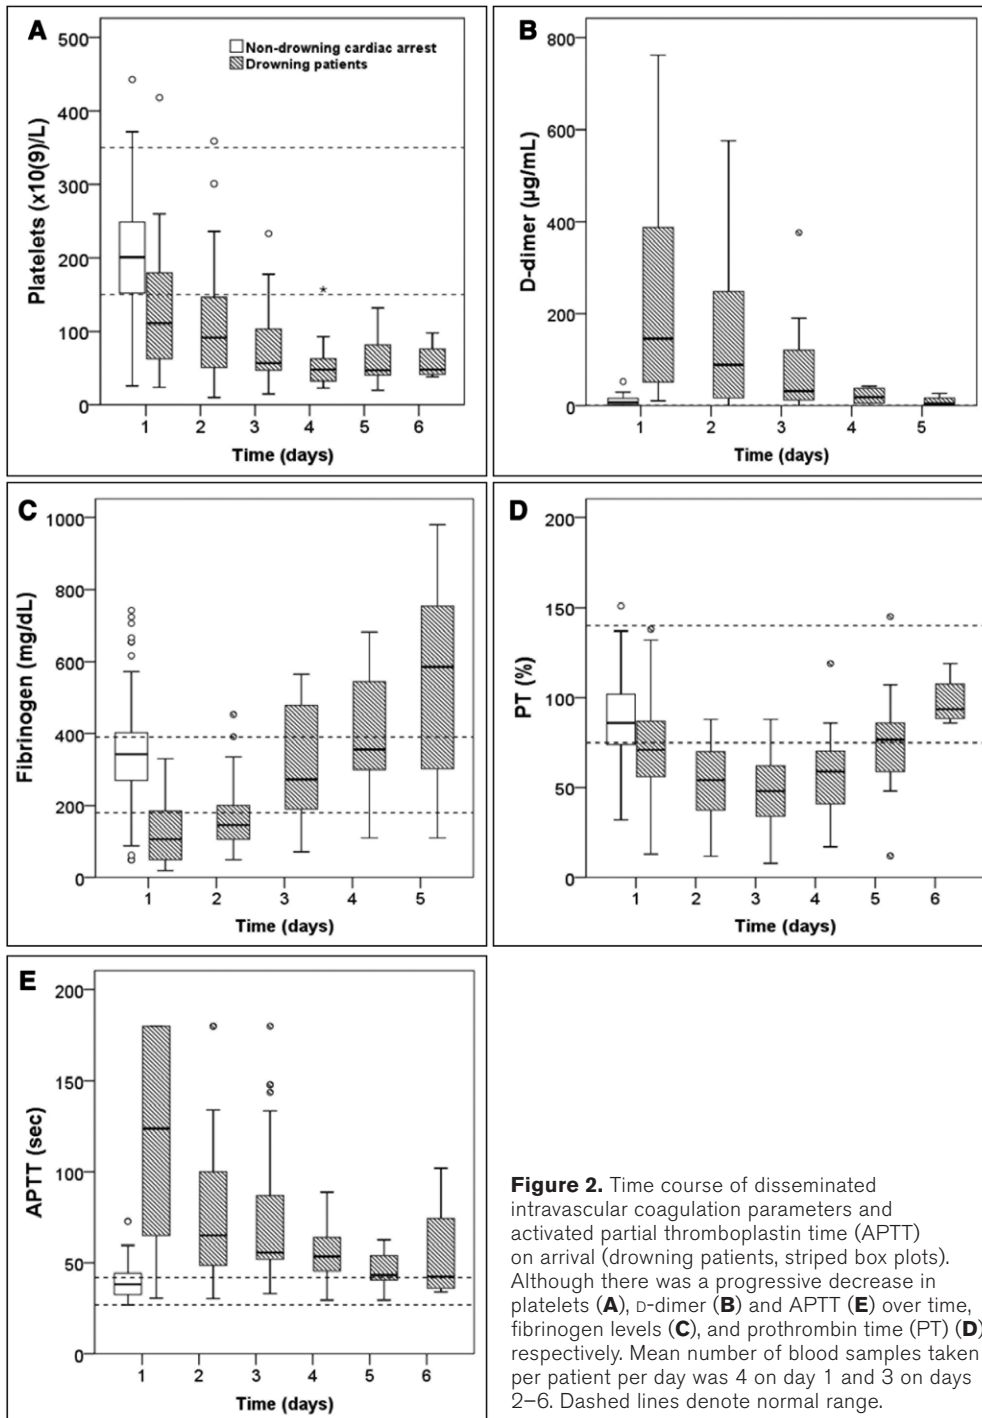 A
500
400
300
200
100
0
Platelets (x10(9)/L)
Non-drowning cardiac arrest
Drowning patients
1 2 3 4 5 6
Time (days)
B
800
600
400
200
0
D-dimer (µg/mL)
1 2 3 4 5
Time (days)
C
1000
800
600
400
200
0
Fibrinogen (mg/dL)
1 2 3 4 5
Time (days)
D
200
150
100
50
0
PT (%)
1 2 3 4 5 6
Time (days)
E
200
150
100
50
0
APTT (sec)
1 2 3 4 5 6
Time (days)
Figure 2. Time course of disseminated
intravascular coagulation parameters and
activated partial thromboplastin time (APTT)
on arrival (drowning patients, striped box plots).
Although there was a progressive decrease in
platelets (A), D-dimer (B) and APTT (E) over time,
fibrinogen levels (C), and prothrombin time (PT) (D)
respectively. Mean number of blood samples taken
per patient per day was 4 on day 1 and 3 on days
2–6. Dashed lines denote normal range.